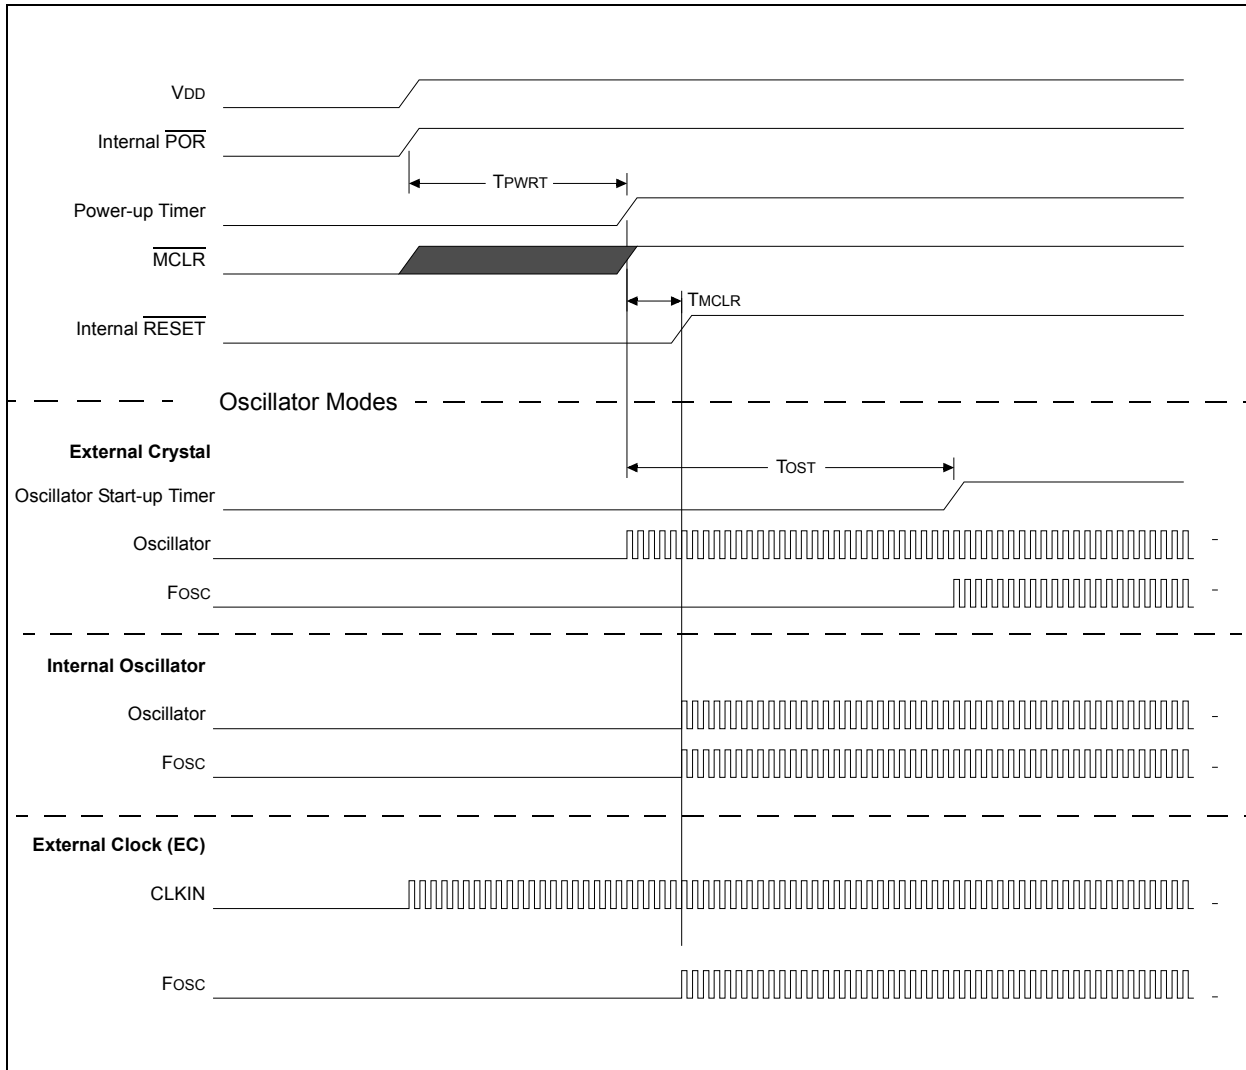 VDD
Internal POR
TPWRT
Power-up Timer
MCLR
TMCLR
Internal RESET
Oscillator Modes
External Crystal
TOST
Oscillator Start-up Timer
Oscillator
FOSC
Internal Oscillator
Oscillator
FOSC
External Clock (EC)
CLKIN
FOSC